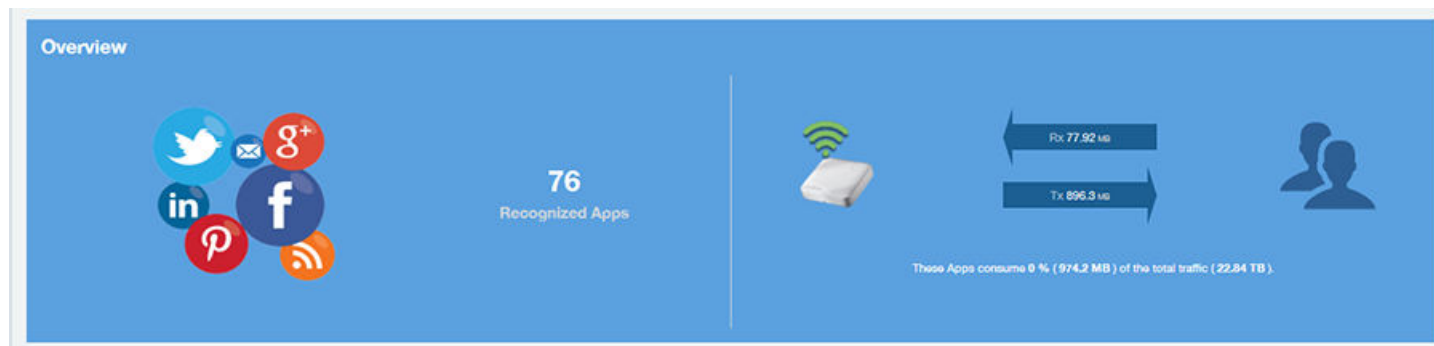 Overview
g+
in
f
76
Recognized Apps
Rx 77.92 MB
Tx 896.3 MB
These Apps consume 0 % ( 974.2 MB ) of the total traffic ( 22.84 TB ).